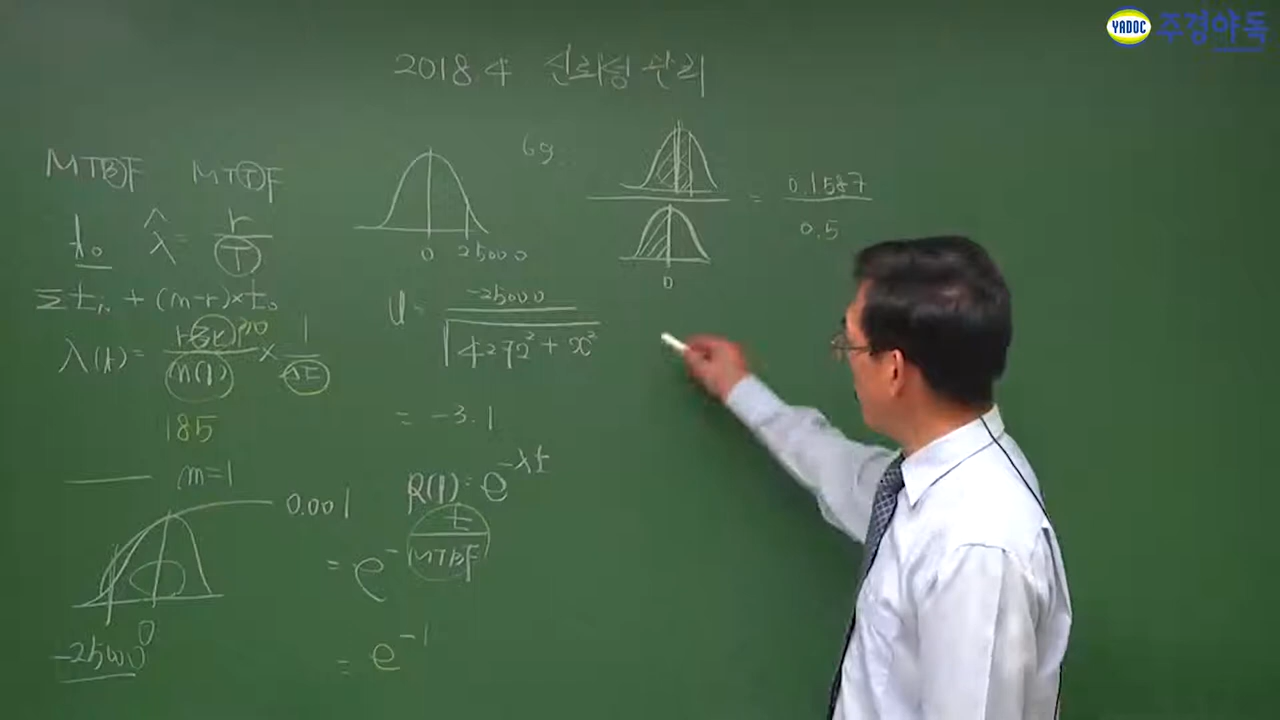 YADOC 주경야독
2018.4 신뢰성 관리
MTBF MTTF
t₀ λ̂ = r / T
Σtᵢ + (n-r)×t₀
λ(t) = / n(t) × 1 / Δt
185
m=1
0.001
0
-25000
0 25000
u = -25000 / √4272² + x²
= -3.1
R(t) = e^-λt
= e^- t / MTBF
= e^-1
69.
= 0.1587 / 0.5
0